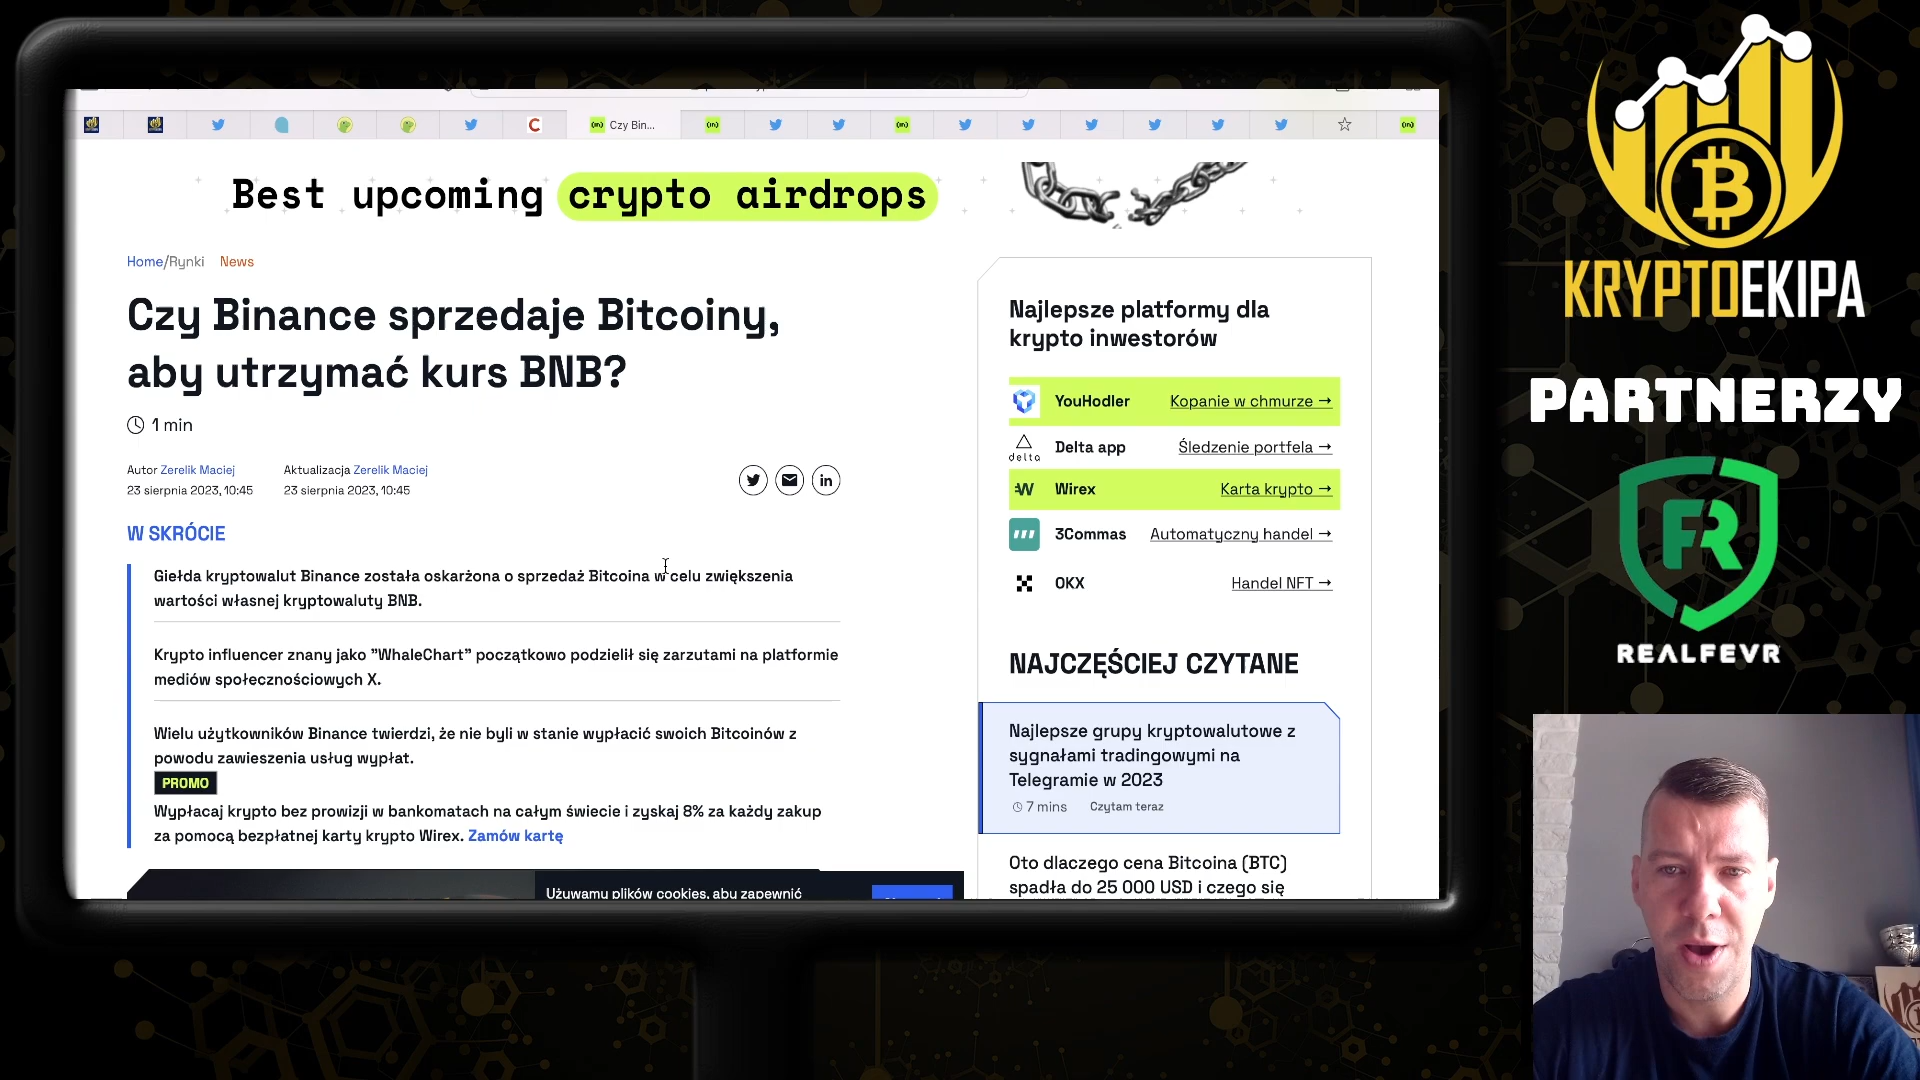 Czy Bin...
Best upcoming crypto airdrops
Home/Rynki News
Czy Binance sprzedaje Bitcoiny,
aby utrzymać kurs BNB?
1 min
Autor Zerelik Maciej
23 sierpnia 2023, 10:45
Aktualizacja Zerelik Maciej
23 sierpnia 2023, 10:45
W SKRÓCIE
Giełda kryptowalut Binance została oskarżona o sprzedaż Bitcoina w celu zwiększenia
wartości własnej kryptowaluty BNB.
Krypto influencer znany jako "WhaleChart" początkowo podzielił się zarzutami na platformie
mediów społecznościowych X.
Wielu użytkowników Binance twierdzi, że nie byli w stanie wypłacić swoich Bitcoinów z
powodu zawieszenia usług wypłat.
PROMO
Wypłacaj krypto bez prowizji w bankomatach na całym świecie i zyskaj 8% za każdy zakup
za pomocą bezpłatnej karty krypto Wirex. Zamów kartę
Używamy plików cookies, aby zapewnić
Najlepsze platformy dla
krypto inwestorów
YouHodler Kopanie w chmurze →
delta
Delta app Śledzenie portfela →
Wirex Karta krypto →
3Commas Automatyczny handel →
OKX Handel NFT →
NAJCZĘŚCIEJ CZYTANE
Najlepsze grupy kryptowalutowe z
sygnałami tradingowymi na
Telegramie w 2023
7 mins Czytam teraz
Oto dlaczego cena Bitcoina (BTC)
spadła do 25 000 USD i czego się
KRYPTOEKIPA
PARTNERZY
FR
REALFEVR